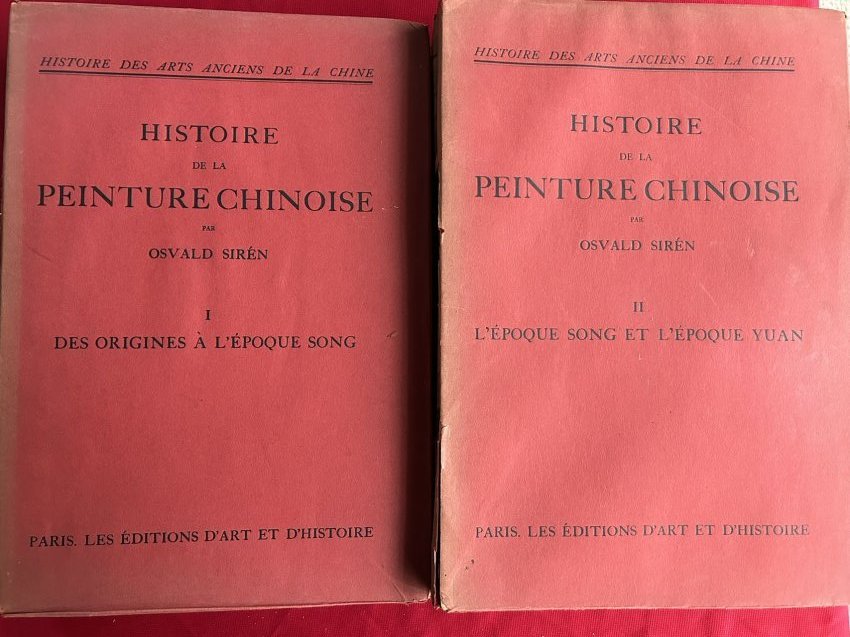 HISTOIRE DES ARTS ANCIENS DE LA CHINE
HISTOIRE
DE LA
PEINTURE CHINOISE
PAR
OSVALD SIRÉN
I
DES ORIGINES À L'ÉPOQUE SONG
PARIS. LES ÉDITIONS D'ART ET D'HISTOIRE
HISTOIRE DES ARTS ANCIENS DE LA CHINE
HISTOIRE
DE LA
PEINTURE CHINOISE
PAR
OSVALD SIRÉN
II
L'ÉPOQUE SONG ET L'ÉPOQUE YUAN
PARIS. LES ÉDITIONS D'ART ET D'HISTOIRE